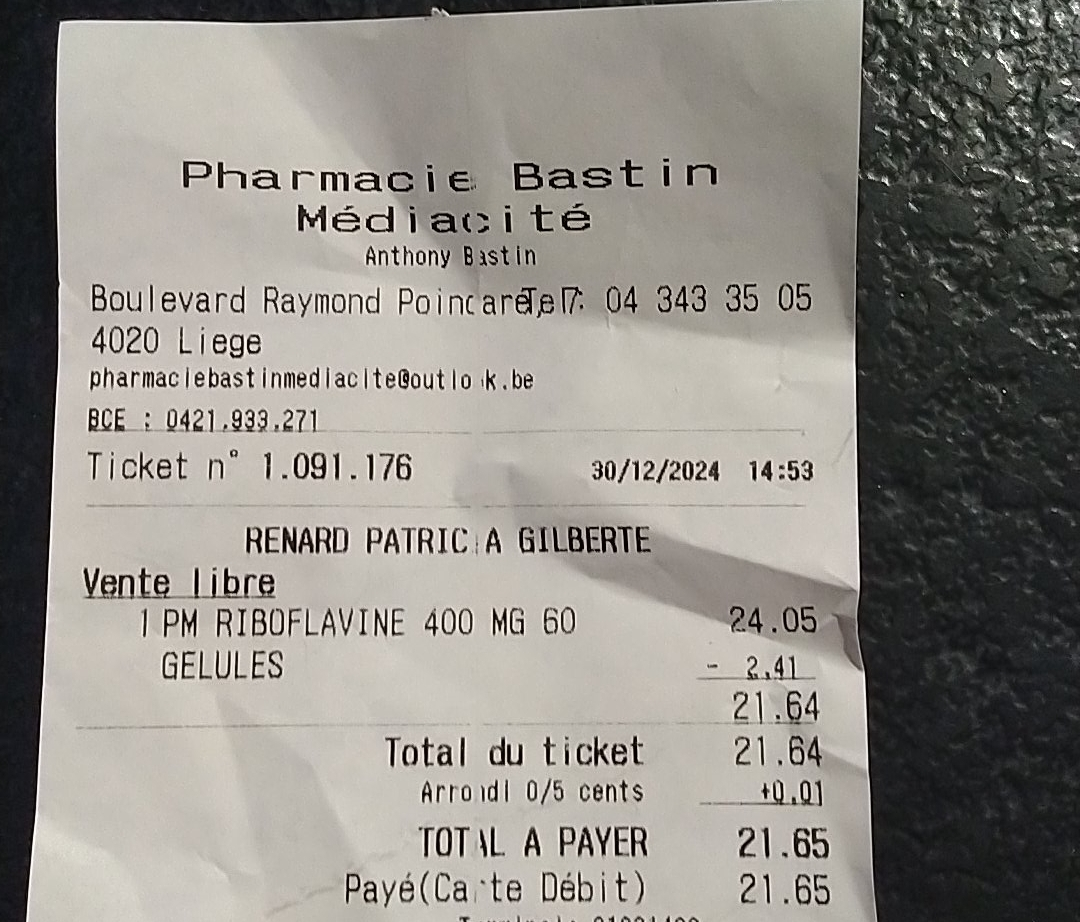 Pharmacie Bastin
Médiacité
Anthony Bastin
Boulevard Raymond Poincaré,7 Tel : 04 343 35 05
4020 Liege
pharmaciebastinmediacite@outlook.be
BCE : 0421.933.271
Ticket n° 1.091.176 30/12/2024 14:53
RENARD PATRICIA GILBERTE
Vente libre
1 PM RIBOFLAVINE 400 MG 60 24.05
GELULES - 2.41
21.64
Total du ticket 21.64
Arrondi 0/5 cents +0.01
TOTAL A PAYER 21.65
Payé(Carte Débit) 21.65